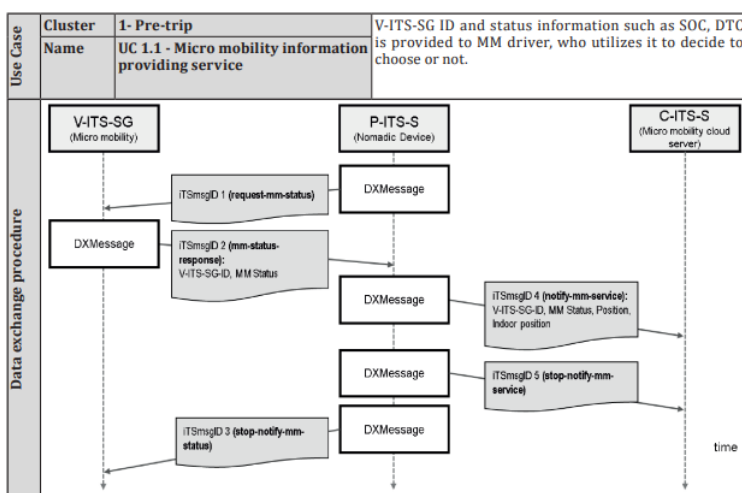 Use Case
Cluster
1- Pre-trip
Name
UC 1.1 - Micro mobility information
providing service
V-ITS-SG ID and status information such as SOC, DTC
is provided to MM driver, who utilizes it to decide to
choose or not.
Data exchange procedure
V-ITS-SG
(Micro mobility)
P-ITS-S
(Nomadic Device)
C-ITS-S
(Micro mobility cloud
server)
DXMessage
iTSmsgID 1 (request-mm-status)
DXMessage
iTSmsgID 2 (mm-status-
response):
V-ITS-SG-ID, MM Status
DXMessage
iTSmsgID 4 (notify-mm-service):
V-ITS-SG-ID, MM Status, Position,
Indoor position
DXMessage
iTSmsgID 5 (stop-notify-mm-
service)
DXMessage
iTSmsgID 3 (stop-notify-mm-
status)
time